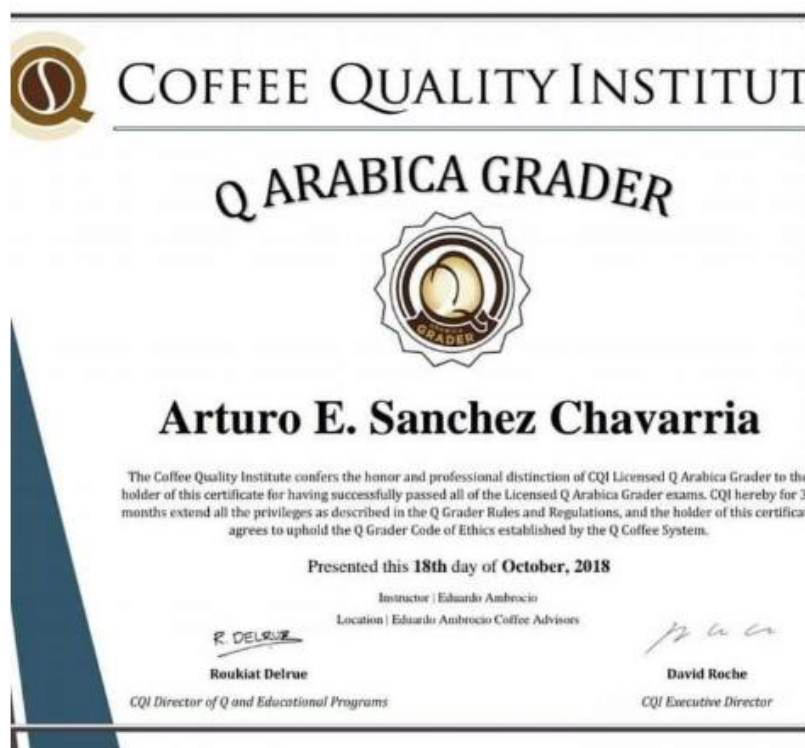 COFFEE QUALITY INSTITUT
Q ARABICA GRADER
ARABICA
GRADER
Arturo E. Sanchez Chavarria
The Coffee Quality Institute confers the honor and professional distinction of CQI Licensed Q Arabica Grader to the
holder of this certificate for having successfully passed all of the Licensed Q Arabica Grader exams. CQI hereby for 3
months extend all the privileges as described in the Q Grader Rules and Regulations, and the holder of this certificat
agrees to uphold the Q Grader Code of Ethics established by the Q Coffee System.
Presented this 18th day of October, 2018
Instructor | Eduardo Ambrocio
Location | Eduardo Ambrocio Coffee Advisors
R. DELRUE
Roukiat Delrue
David Roche
CQI Director of Q and Educational Programs
CQI Executive Director